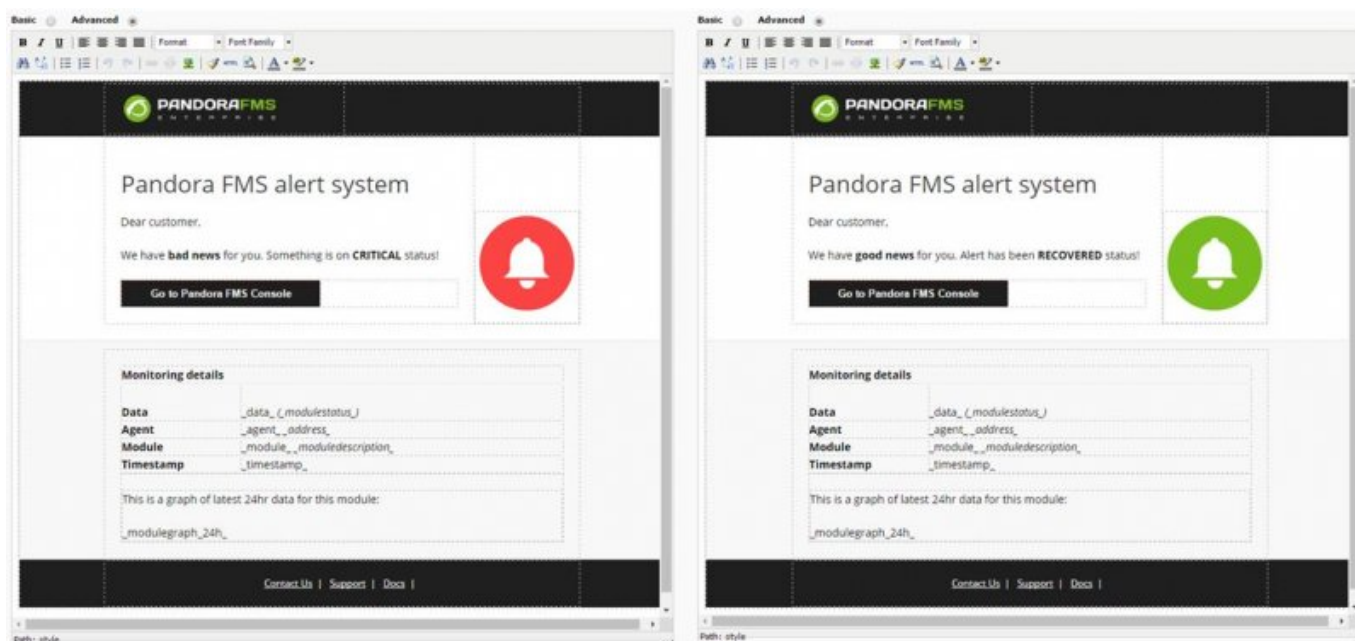 Basic Advanced
B I U Format Font Family
HTML A
PANDORAFMS
ENTERPRISE
Pandora FMS alert system
Dear customer,
We have bad news for you. Something is on CRITICAL status!
Go to Pandora FMS Console
Monitoring details
Data _data_ (_modulestatus_)
Agent _agent_ _address_
Module _module_ _moduledescription_
Timestamp _timestamp_
This is a graph of latest 24hr data for this module:
_modulegraph_24h_
Contact Us | Support | Docs |
Path: style
Basic Advanced
B I U Format Font Family
HTML A
PANDORAFMS
ENTERPRISE
Pandora FMS alert system
Dear customer,
We have good news for you. Alert has been RECOVERED status!
Go to Pandora FMS Console
Monitoring details
Data _data_ (_modulestatus_)
Agent _agent_ _address_
Module _module_ _moduledescription_
Timestamp _timestamp_
This is a graph of latest 24hr data for this module:
_modulegraph_24h_
Contact Us | Support | Docs |
Path: style